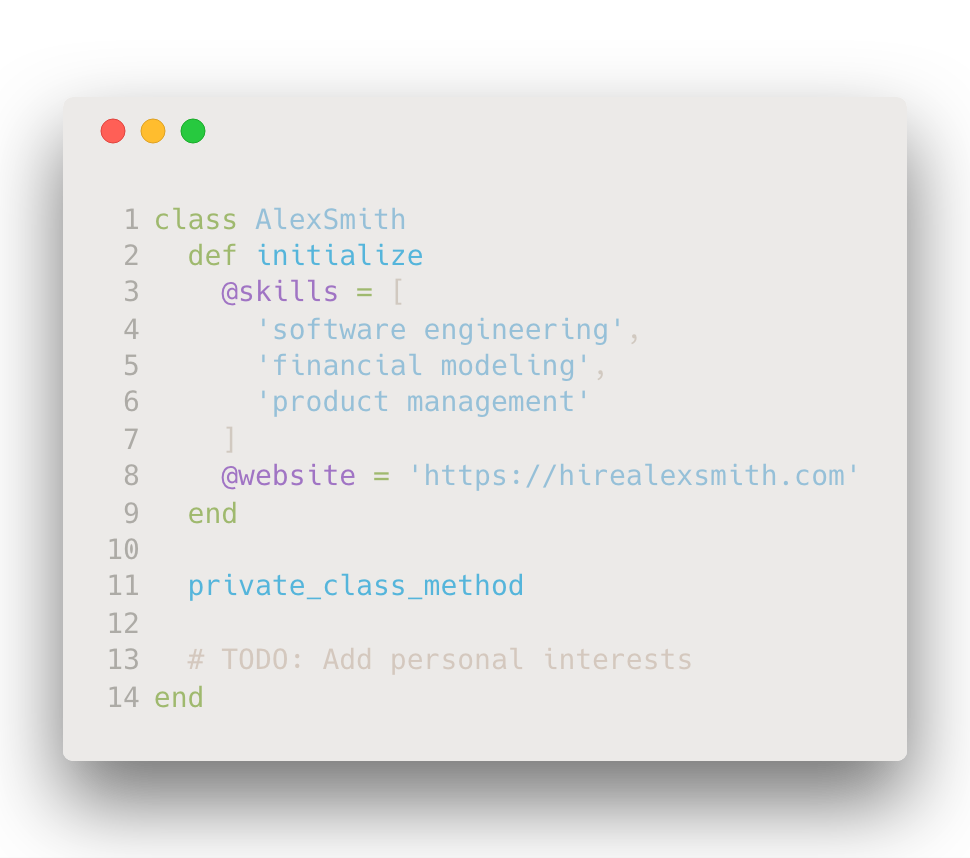 1 class AlexSmith
2   def initialize
3     @skills = [
4       'software engineering',
5       'financial modeling',
6       'product management'
7     ]
8     @website = 'https://hirealexsmith.com'
9   end
10
11   private_class_method
12
13   # TODO: Add personal interests
14 end